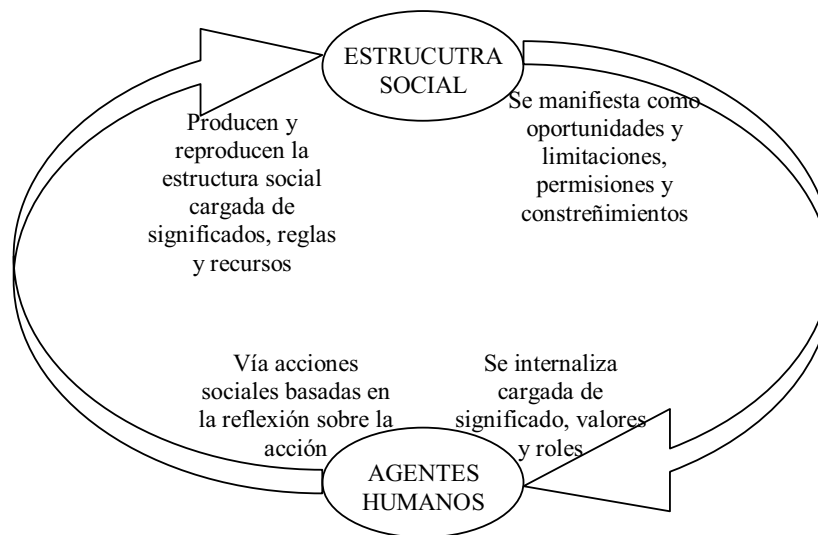 ESTRUCUTRA
SOCIAL
Se manifiesta como
oportunidades y
limitaciones,
permisiones y
constreñimientos
Producen y
reproducen la
estructura social
cargada de
significados, reglas
y recursos
Vía acciones
sociales basadas en
la reflexión sobre la
acción
Se internaliza
cargada de
significado, valores
y roles
AGENTES
HUMANOS